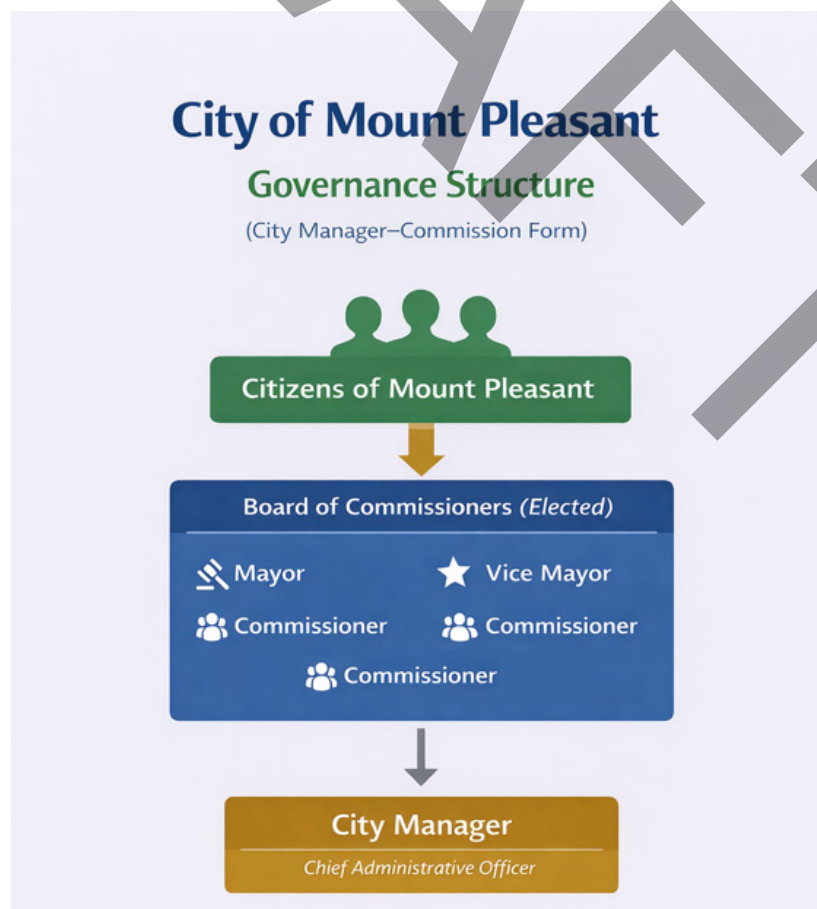 City of Mount Pleasant
Governance Structure
(City Manager–Commission Form)
Citizens of Mount Pleasant
Board of Commissioners (Elected)
Mayor
Vice Mayor
Commissioner
Commissioner
Commissioner
City Manager
Chief Administrative Officer